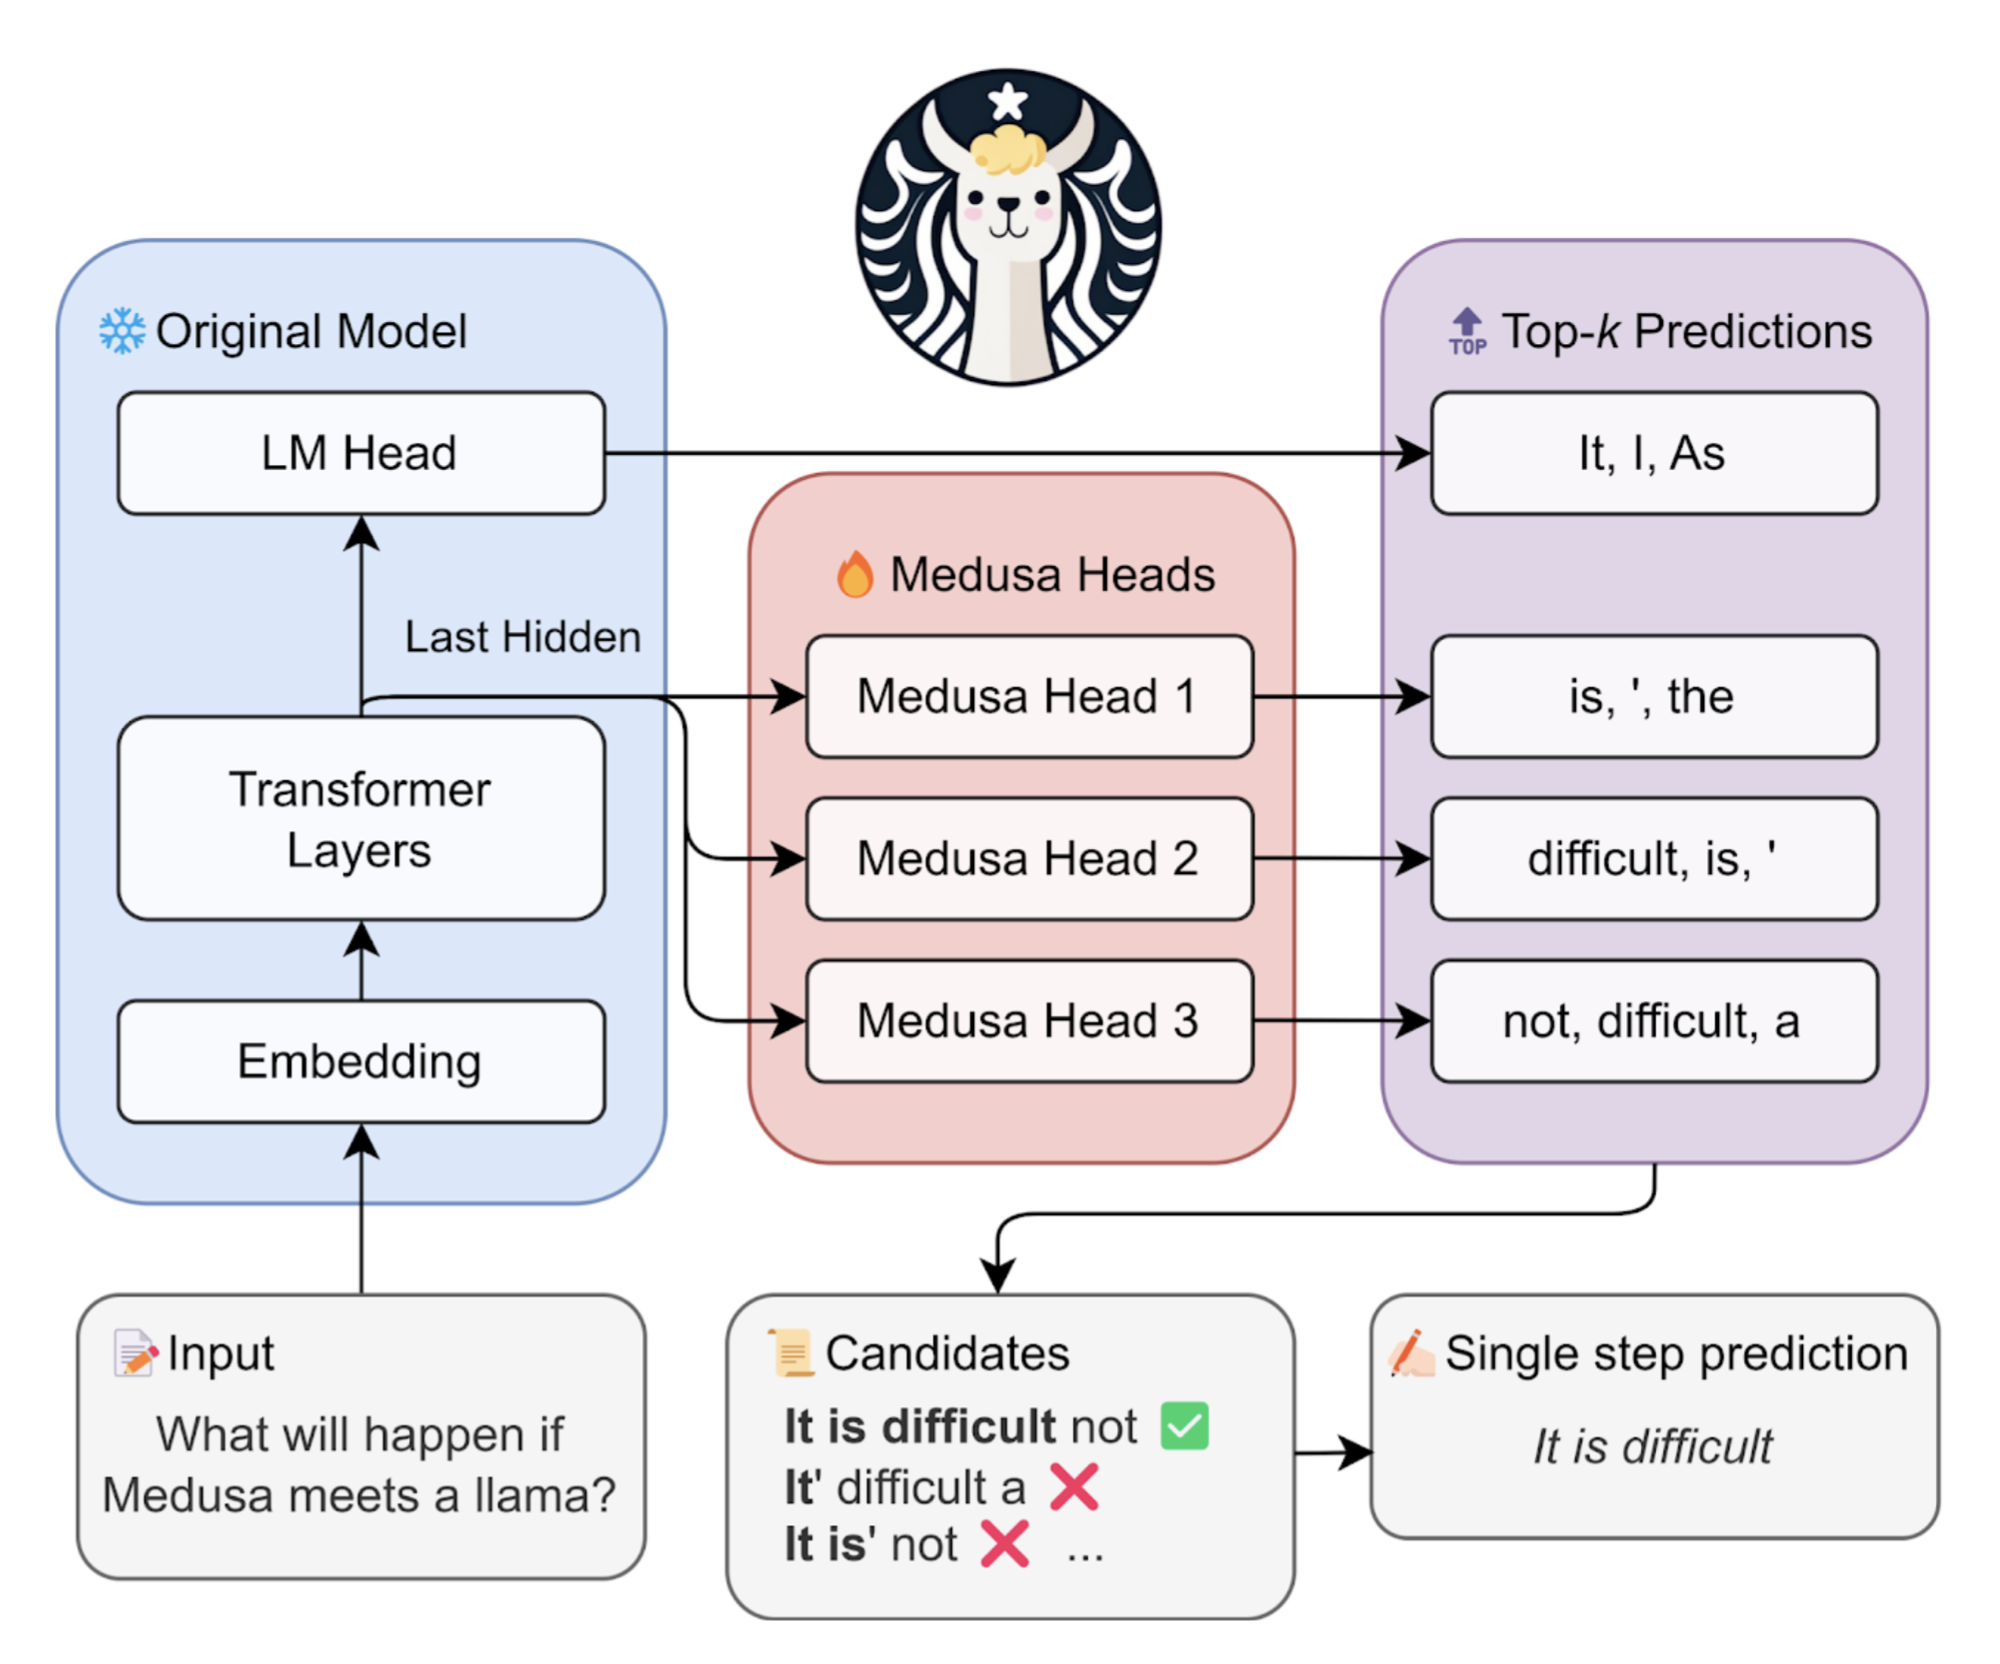 Original Model
LM Head
Last Hidden
Transformer
Layers
Embedding
Medusa Heads
Medusa Head 1
Medusa Head 2
Medusa Head 3
TOP Top-k Predictions
It, I, As
is, ', the
difficult, is, '
not, difficult, a
Input
What will happen if
Medusa meets a llama?
Candidates
It is difficult not
It' difficult a
It is' not ...
Single step prediction
It is difficult